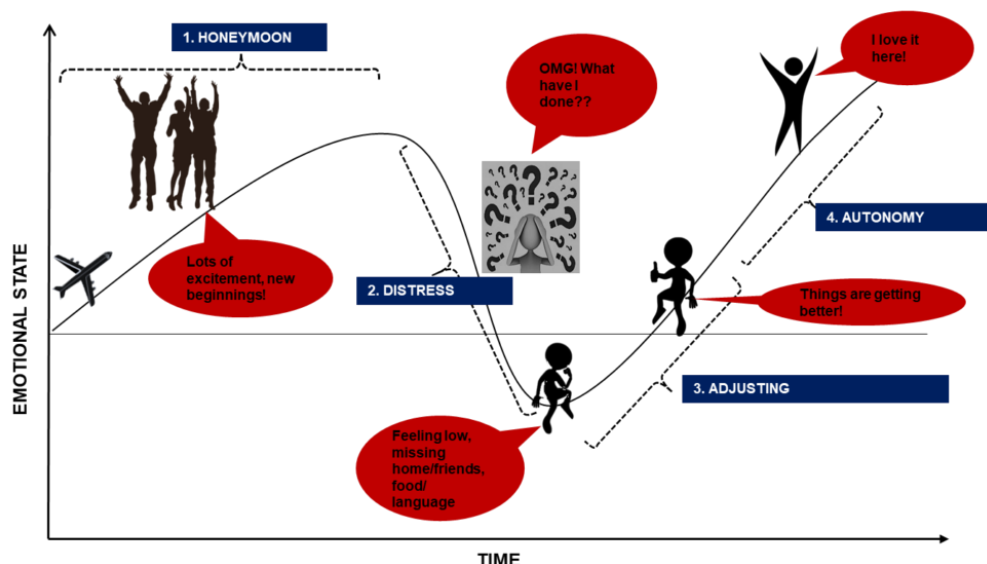 1. HONEYMOON
I love it
here!
OMG! What
have I
done??
4. AUTONOMY
Lots of
excitement, new
beginnings!
2. DISTRESS
Things are getting
better!
3. ADJUSTING
Feeling low,
missing
home/friends,
food/
language
EMOTIONAL STATE
TIME